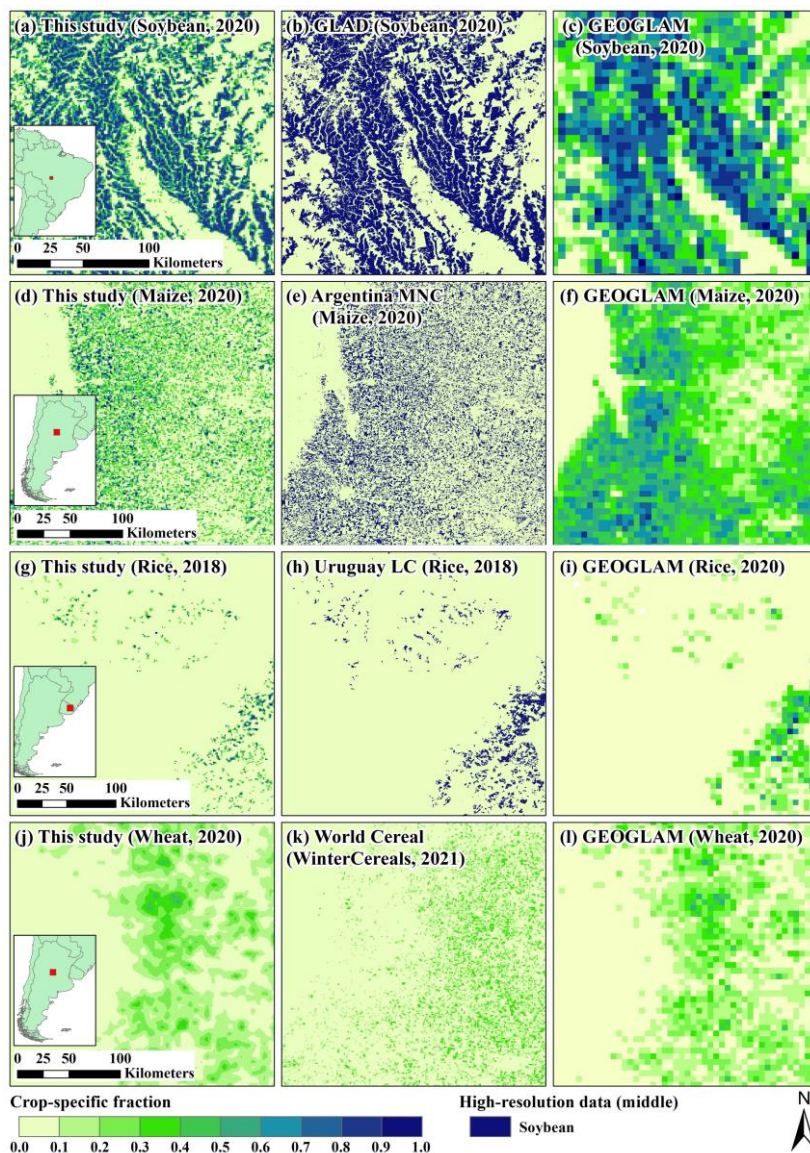 (a) This study (Soybean, 2020)
(b) GLAD (Soybean, 2020)
(c) GEOGLAM
(Soybean, 2020)
0 25 50 100
Kilometers
(d) This study (Maize, 2020)
(e) Argentina MNC
(Maize, 2020)
(f) GEOGLAM (Maize, 2020)
0 25 50 100
Kilometers
(g) This study (Rice, 2018)
(h) Uruguay LC (Rice, 2018)
(i) GEOGLAM (Rice, 2020)
0 25 50 100
Kilometers
(j) This study (Wheat, 2020)
(k) World Cereal
(WinterCereals, 2021)
(l) GEOGLAM (Wheat, 2020)
0 25 50 100
Kilometers
Crop-specific fraction
0.0 0.1 0.2 0.3 0.4 0.5 0.6 0.7 0.8 0.9 1.0
High-resolution data (middle)
Soybean
N